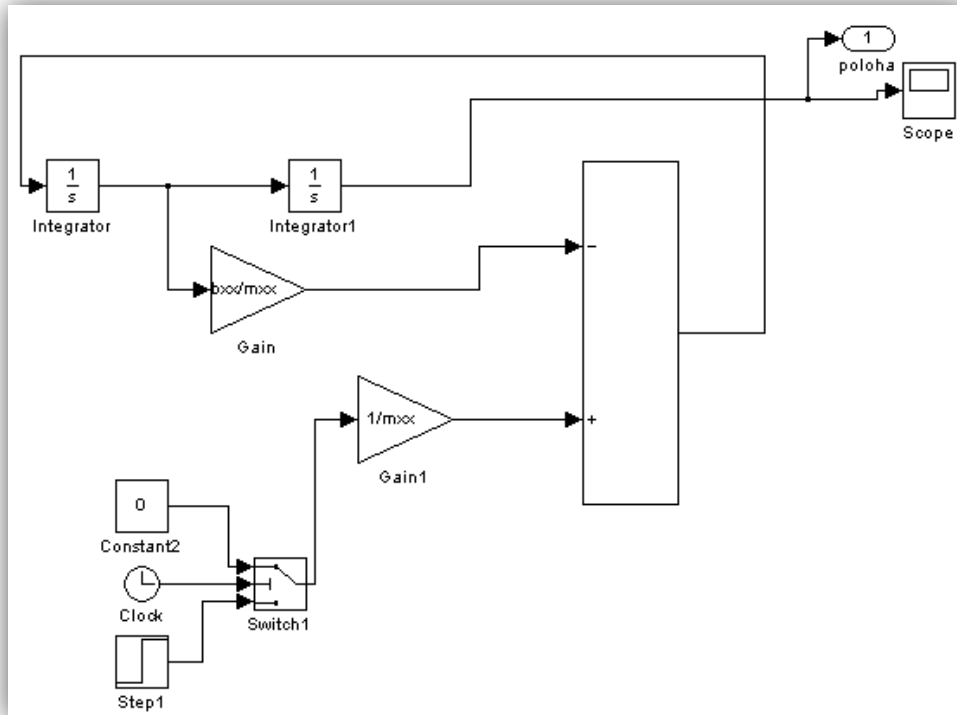 1
poloha
Scope
1
s
Integrator
1
s
Integrator1
−
bxx/mxx
Gain
1/mxx
+
Gain1
0
Constant2
Clock
Switch1
Step1